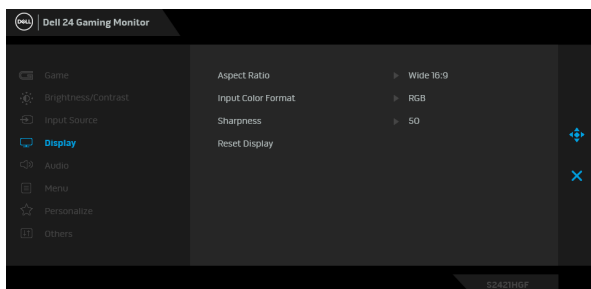 DELL Dell 24 Gaming Monitor
Game
Brightness/Contrast
Input Source
Display
Audio
Menu
Personalize
Others
Aspect Ratio Wide 16:9
Input Color Format RGB
Sharpness 50
Reset Display
S2421HGF